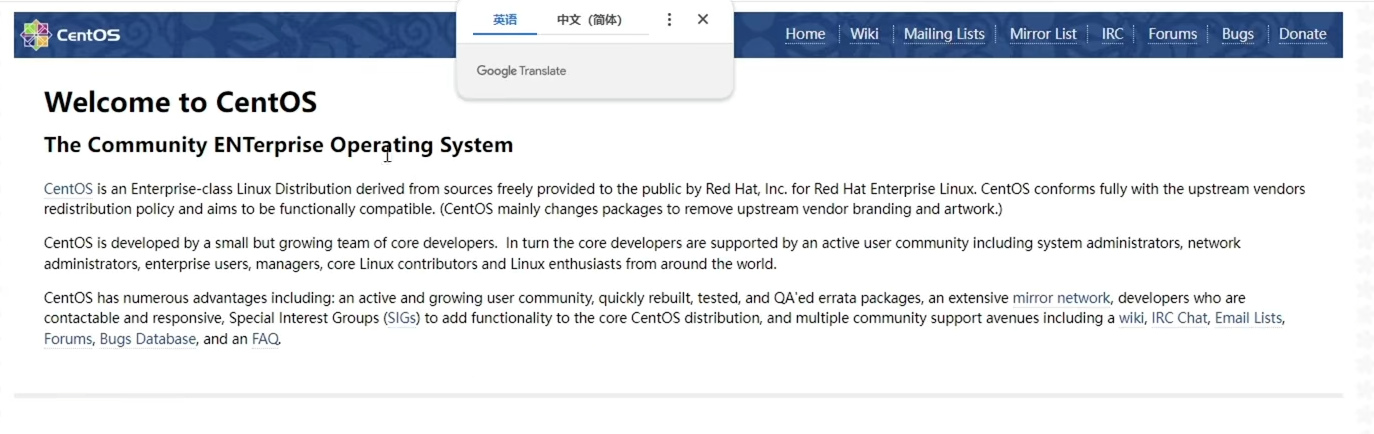 英语 中文（简体）
CentOS Home Wiki Mailing Lists Mirror List IRC Forums Bugs Donate
Google Translate
Welcome to CentOS
The Community ENTerprise Operating System
CentOS is an Enterprise-class Linux Distribution derived from sources freely provided to the public by Red Hat, Inc. for Red Hat Enterprise Linux. CentOS conforms fully with the upstream vendors
redistribution policy and aims to be functionally compatible. (CentOS mainly changes packages to remove upstream vendor branding and artwork.)
CentOS is developed by a small but growing team of core developers.  In turn the core developers are supported by an active user community including system administrators, network
administrators, enterprise users, managers, core Linux contributors and Linux enthusiasts from around the world.
CentOS has numerous advantages including: an active and growing user community, quickly rebuilt, tested, and QA'ed errata packages, an extensive mirror network, developers who are
contactable and responsive, Special Interest Groups (SIGs) to add functionality to the core CentOS distribution, and multiple community support avenues including a wiki, IRC Chat, Email Lists,
Forums, Bugs Database, and an FAQ.